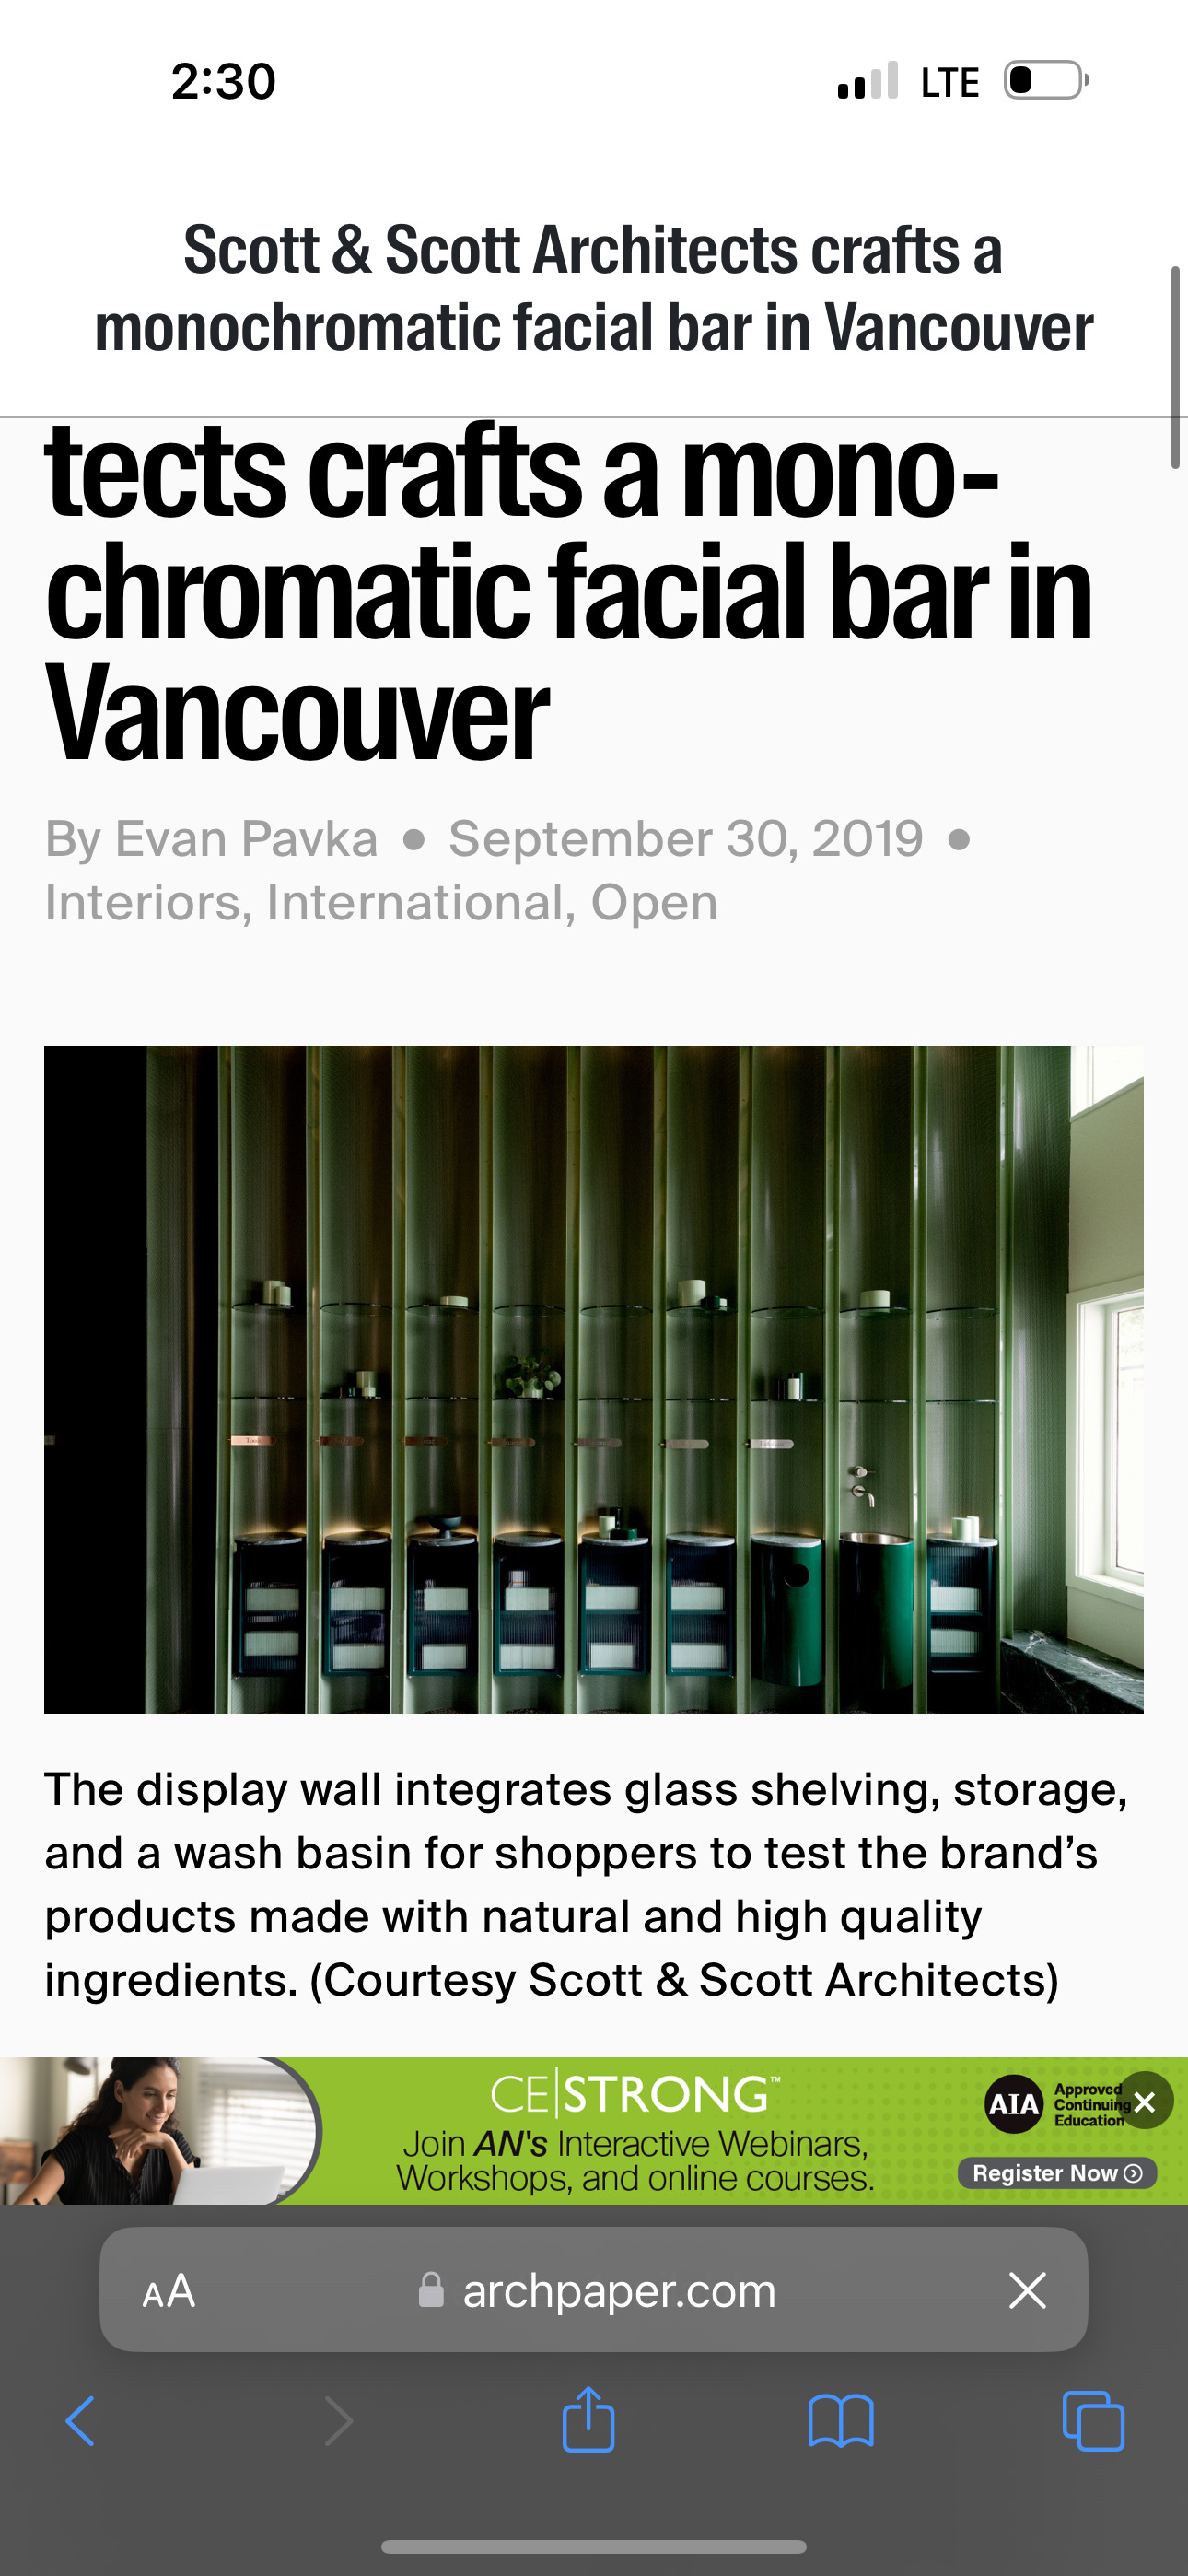 2:30
LTE
Scott & Scott Architects crafts a
monochromatic facial bar in Vancouver
tects crafts a mono-
chromatic facial bar in
Vancouver
By Evan Pavka ● September 30, 2019 ●
Interiors, International, Open
The display wall integrates glass shelving, storage,
and a wash basin for shoppers to test the brand’s
products made with natural and high quality
ingredients. (Courtesy Scott & Scott Architects)
CE|STRONG™
Join AN's Interactive Webinars,
Workshops, and online courses.
AIA
Approved
Continuing
Education
Register Now
AA
archpaper.com